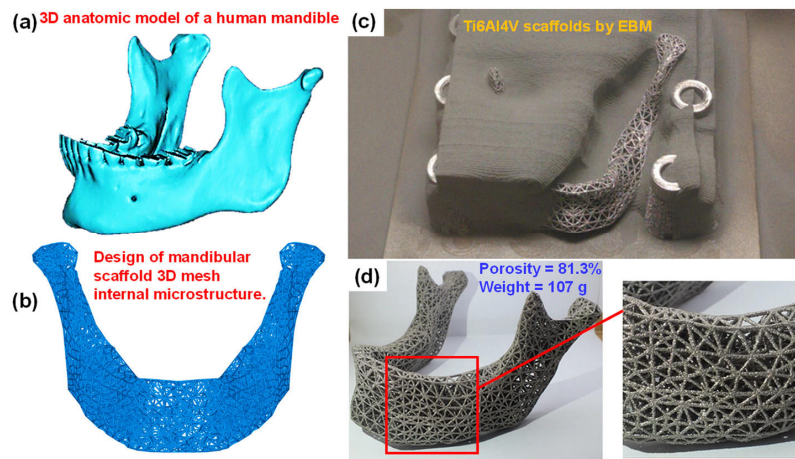 (a) 3D anatomic model of a human mandible
(b) Design of mandibular
scaffold 3D mesh
internal microstructure.
(c) Ti6Al4V scaffolds by EBM
(d) Porosity = 81.3%
Weight = 107 g